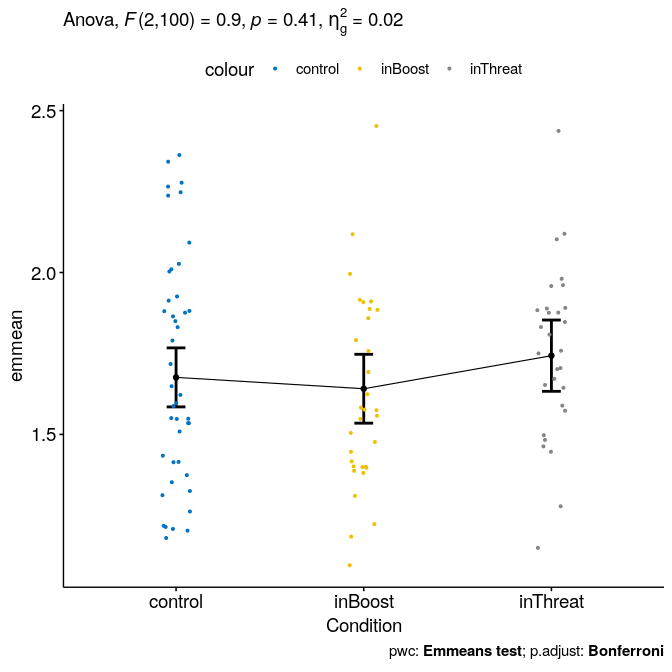 Anova, F(2,100) = 0.9, p = 0.41, η²g = 0.02
colour control inBoost inThreat
2.5
2.0
1.5
emmean
control inBoost inThreat
Condition
pwc: Emmeans test; p.adjust: Bonferroni